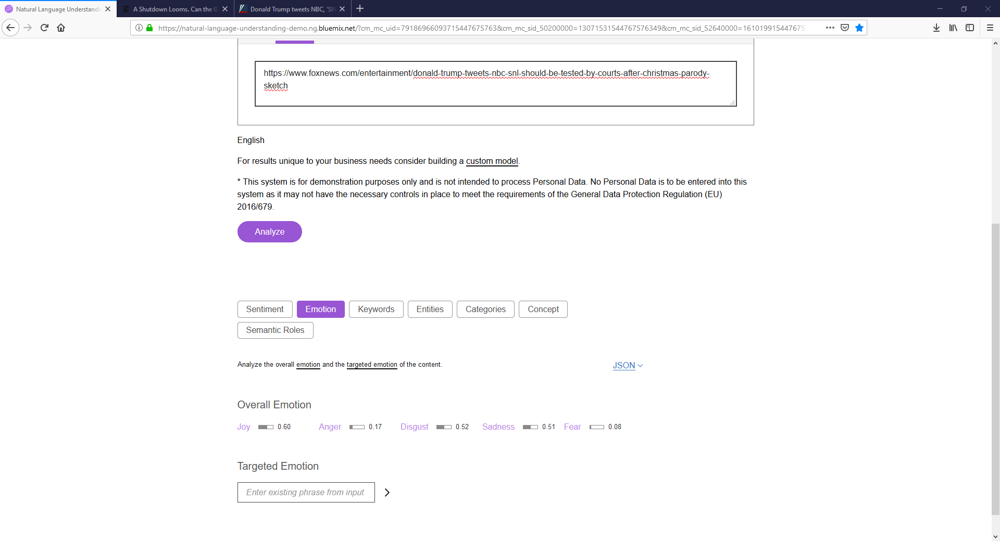 Natural Language Understandi
A Shutdown Looms. Can the G
Donald Trump tweets NBC, 'SN
https://natural-language-understanding-demo.ng.bluemix.net/?cm_mc_uid=79186966093715447675763&cm_mc_sid_50200000=13071531544767576349&cm_mc_sid_52640000=1610199154476757
https://www.foxnews.com/entertainment/donald-trump-tweets-nbc-snl-should-be-tested-by-courts-after-christmas-parody-
sketch
English
For results unique to your business needs consider building a custom model.
* This system is for demonstration purposes only and is not intended to process Personal Data. No Personal Data is to be entered into this
system as it may not have the necessary controls in place to meet the requirements of the General Data Protection Regulation (EU)
2016/679.
Analyze
Sentiment Emotion Keywords Entities Categories Concept
Semantic Roles
Analyze the overall emotion and the targeted emotion of the content. JSON
Overall Emotion
Joy 0.60 Anger 0.17 Disgust 0.52 Sadness 0.51 Fear 0.08
Targeted Emotion
Enter existing phrase from input